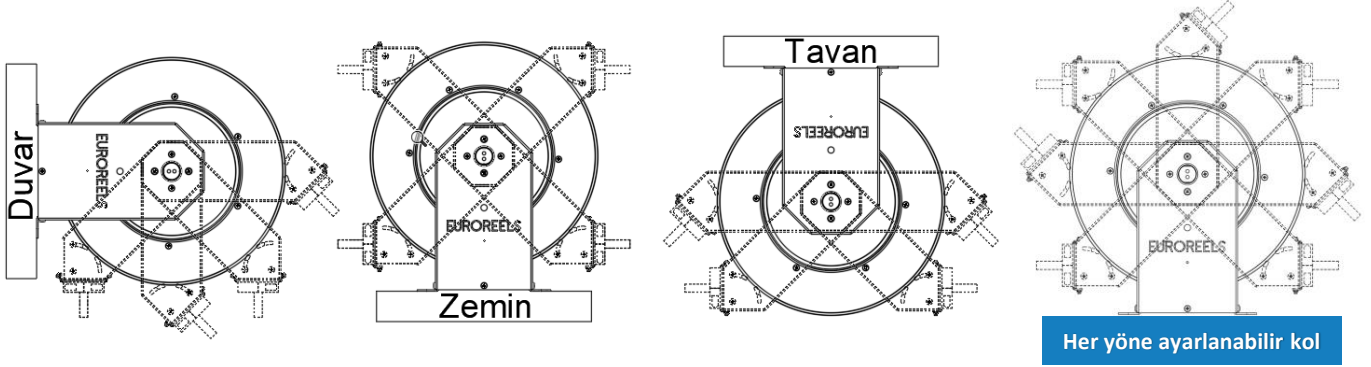 Duvar
EUROREELS
EUROREELS
Zemin
Tavan
EUROREELS
EUROREELS
Her yöne ayarlanabilir kol